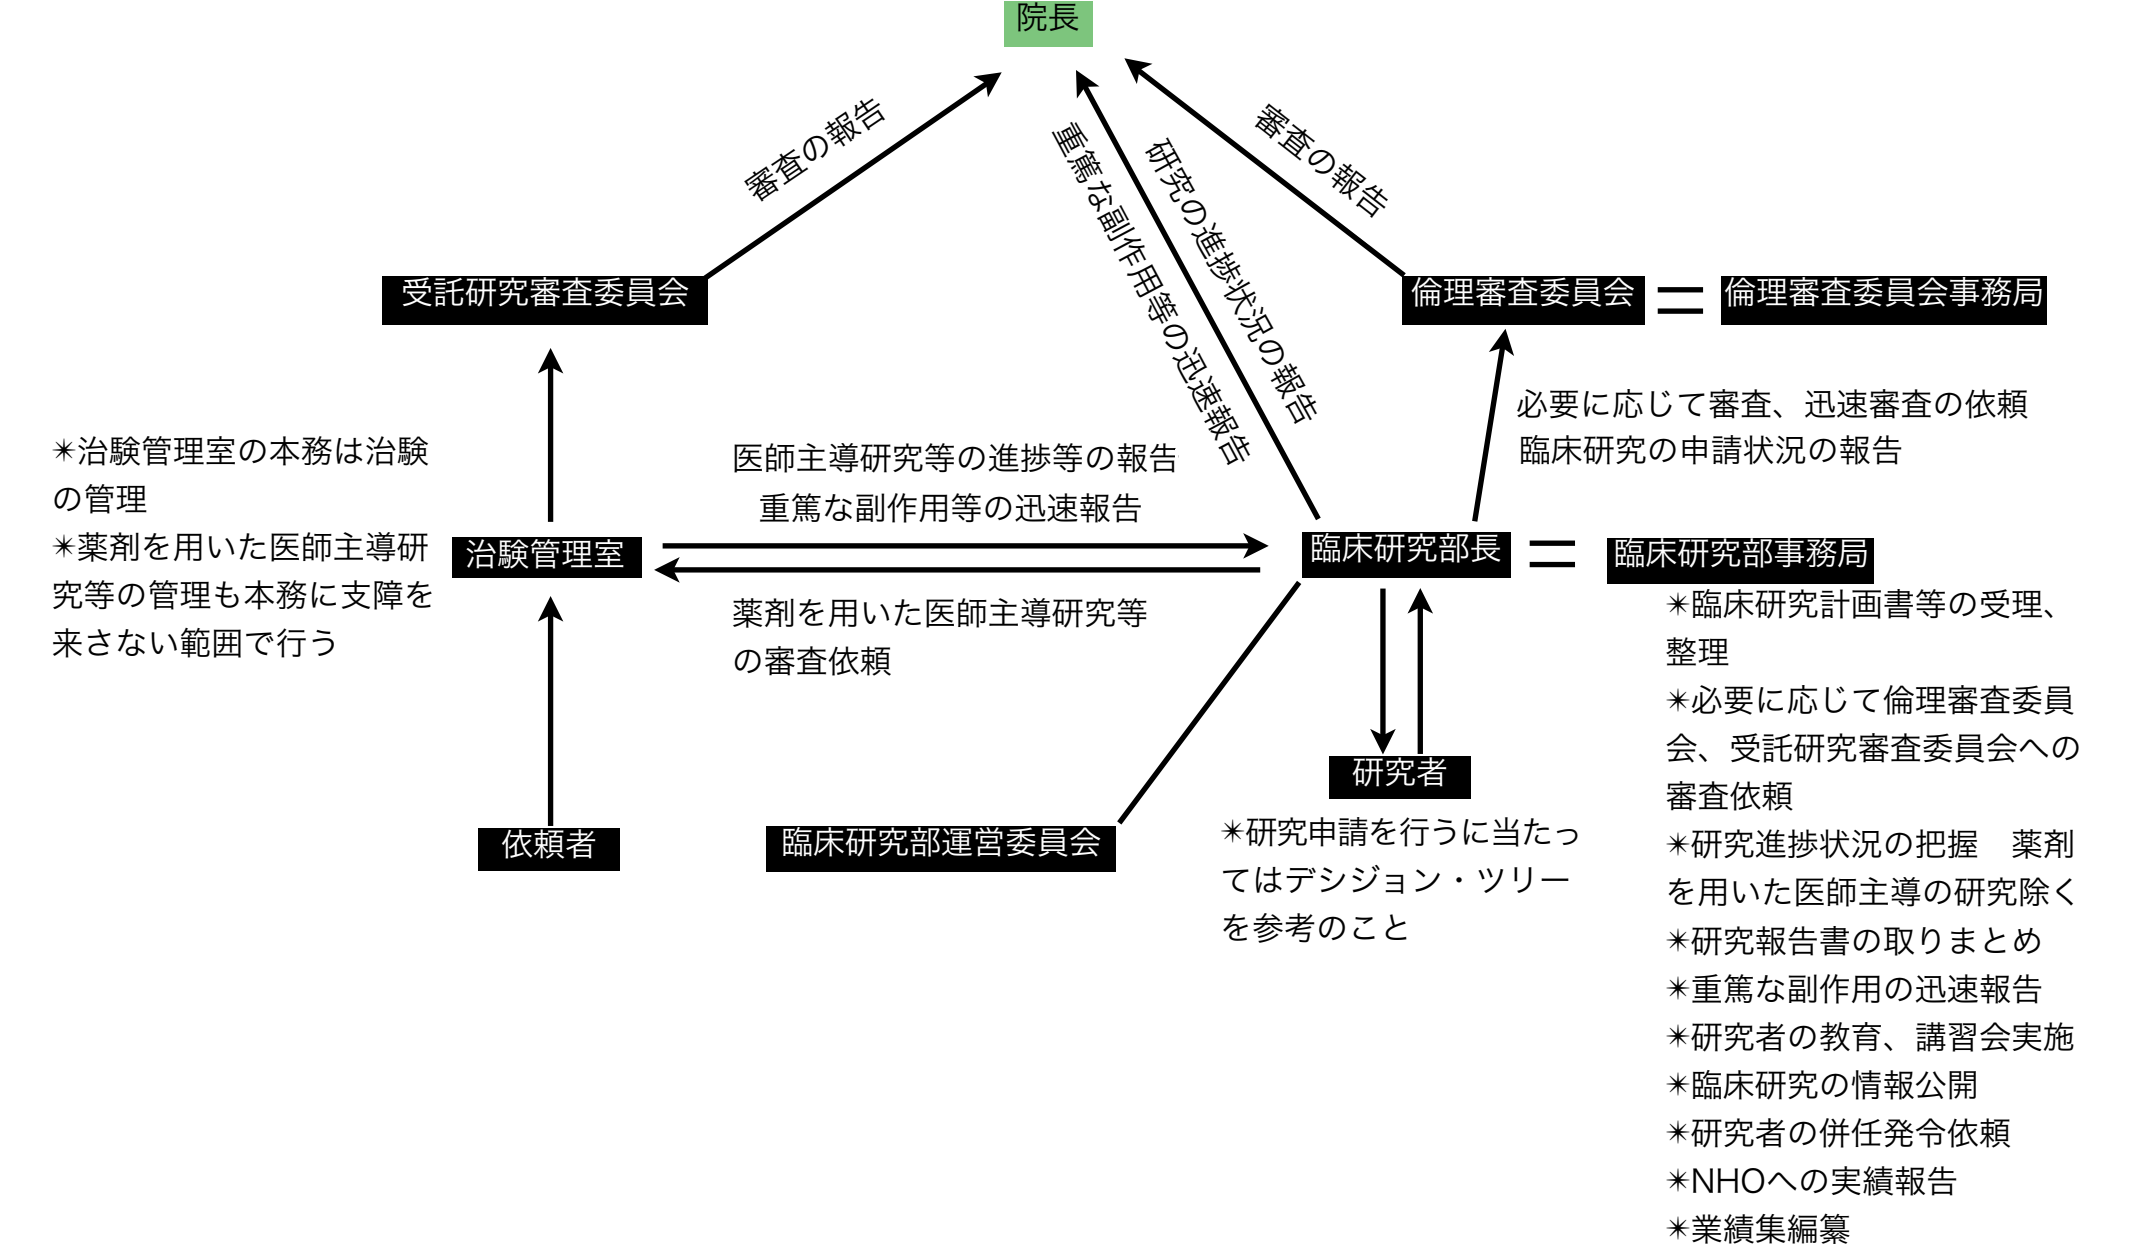 院長
審査の報告
重篤な副作用等の迅速報告
研究の進捗状況の報告
審査の報告
受託研究審査委員会
倫理審査委員会
倫理審査委員会事務局
必要に応じて審査、迅速審査の依頼
臨床研究の申請状況の報告
✴治験管理室の本務は治験
の管理
✴薬剤を用いた医師主導研
究等の管理も本務に支障を
来さない範囲で行う
医師主導研究等の進捗等の報告
重篤な副作用等の迅速報告
治験管理室
臨床研究部長
臨床研究部事務局
薬剤を用いた医師主導研究等
の審査依頼
研究者
依頼者
臨床研究部運営委員会
✴研究申請を行うに当たっ
てはデシジョン・ツリー
を参考のこと
✴臨床研究計画書等の受理、
整理
✴必要に応じて倫理審査委員
会、受託研究審査委員会への
審査依頼
✴研究進捗状況の把握　薬剤
を用いた医師主導の研究除く
✴研究報告書の取りまとめ
✴重篤な副作用の迅速報告
✴研究者の教育、講習会実施
✴臨床研究の情報公開
✴研究者の併任発令依頼
✴NHOへの実績報告
✴業績集編纂